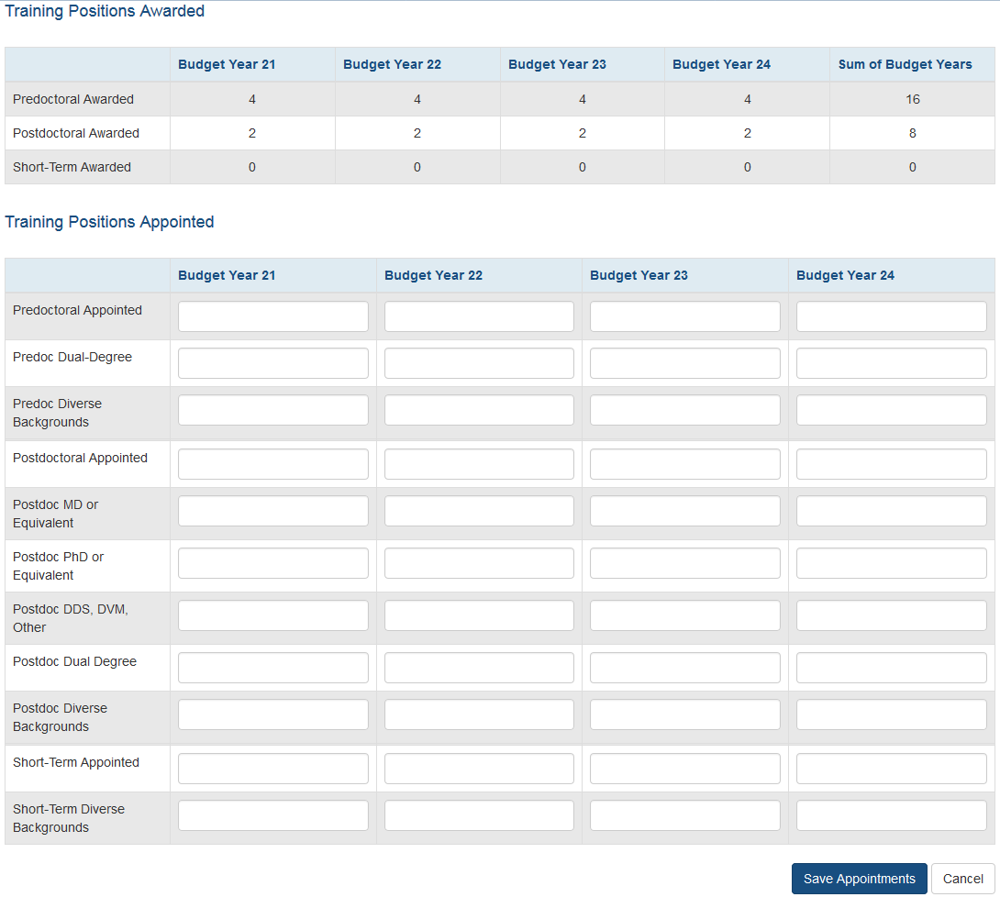 Training Positions Awarded
Budget Year 21 Budget Year 22 Budget Year 23 Budget Year 24 Sum of Budget Years
Predoctoral Awarded 4 4 4 4 16
Postdoctoral Awarded 2 2 2 2 8
Short-Term Awarded 0 0 0 0 0
Training Positions Appointed
Budget Year 21 Budget Year 22 Budget Year 23 Budget Year 24
Predoctoral Appointed
Predoc Dual-Degree
Predoc Diverse
Backgrounds
Postdoctoral Appointed
Postdoc MD or
Equivalent
Postdoc PhD or
Equivalent
Postdoc DDS, DVM,
Other
Postdoc Dual Degree
Postdoc Diverse
Backgrounds
Short-Term Appointed
Short-Term Diverse
Backgrounds
Save Appointments Cancel